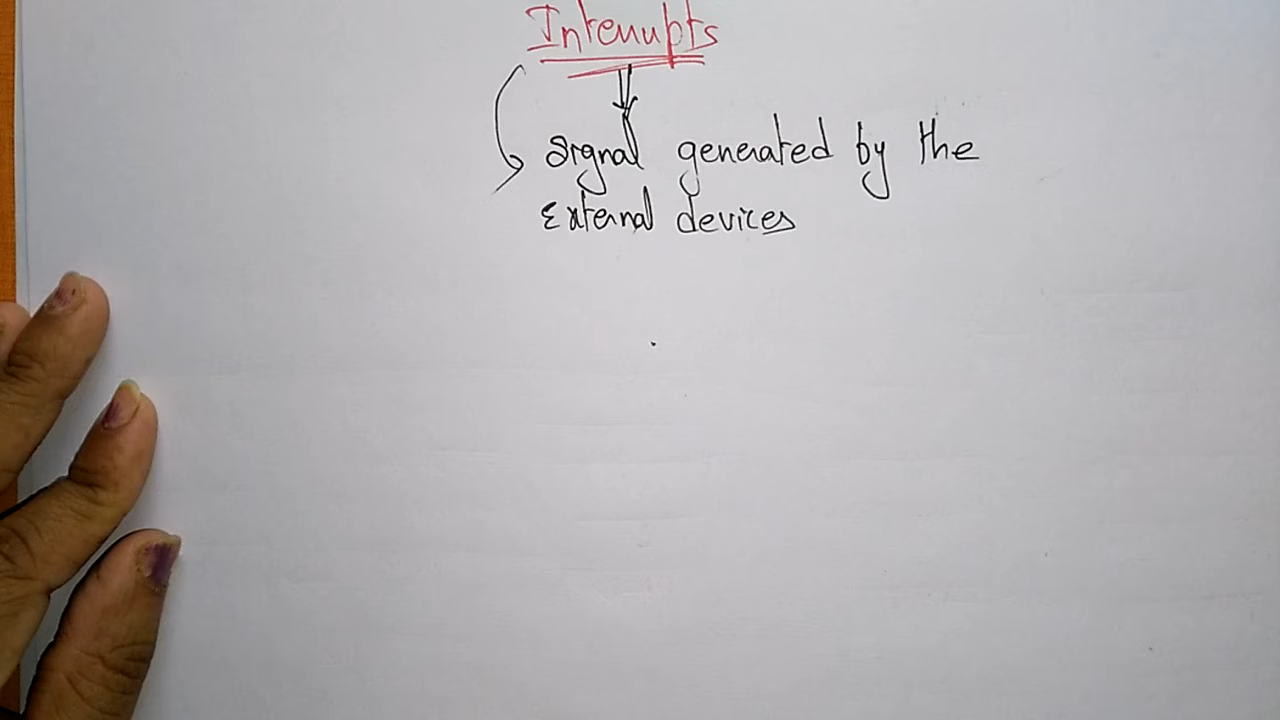 Interrupts
signal generated by the
External devices